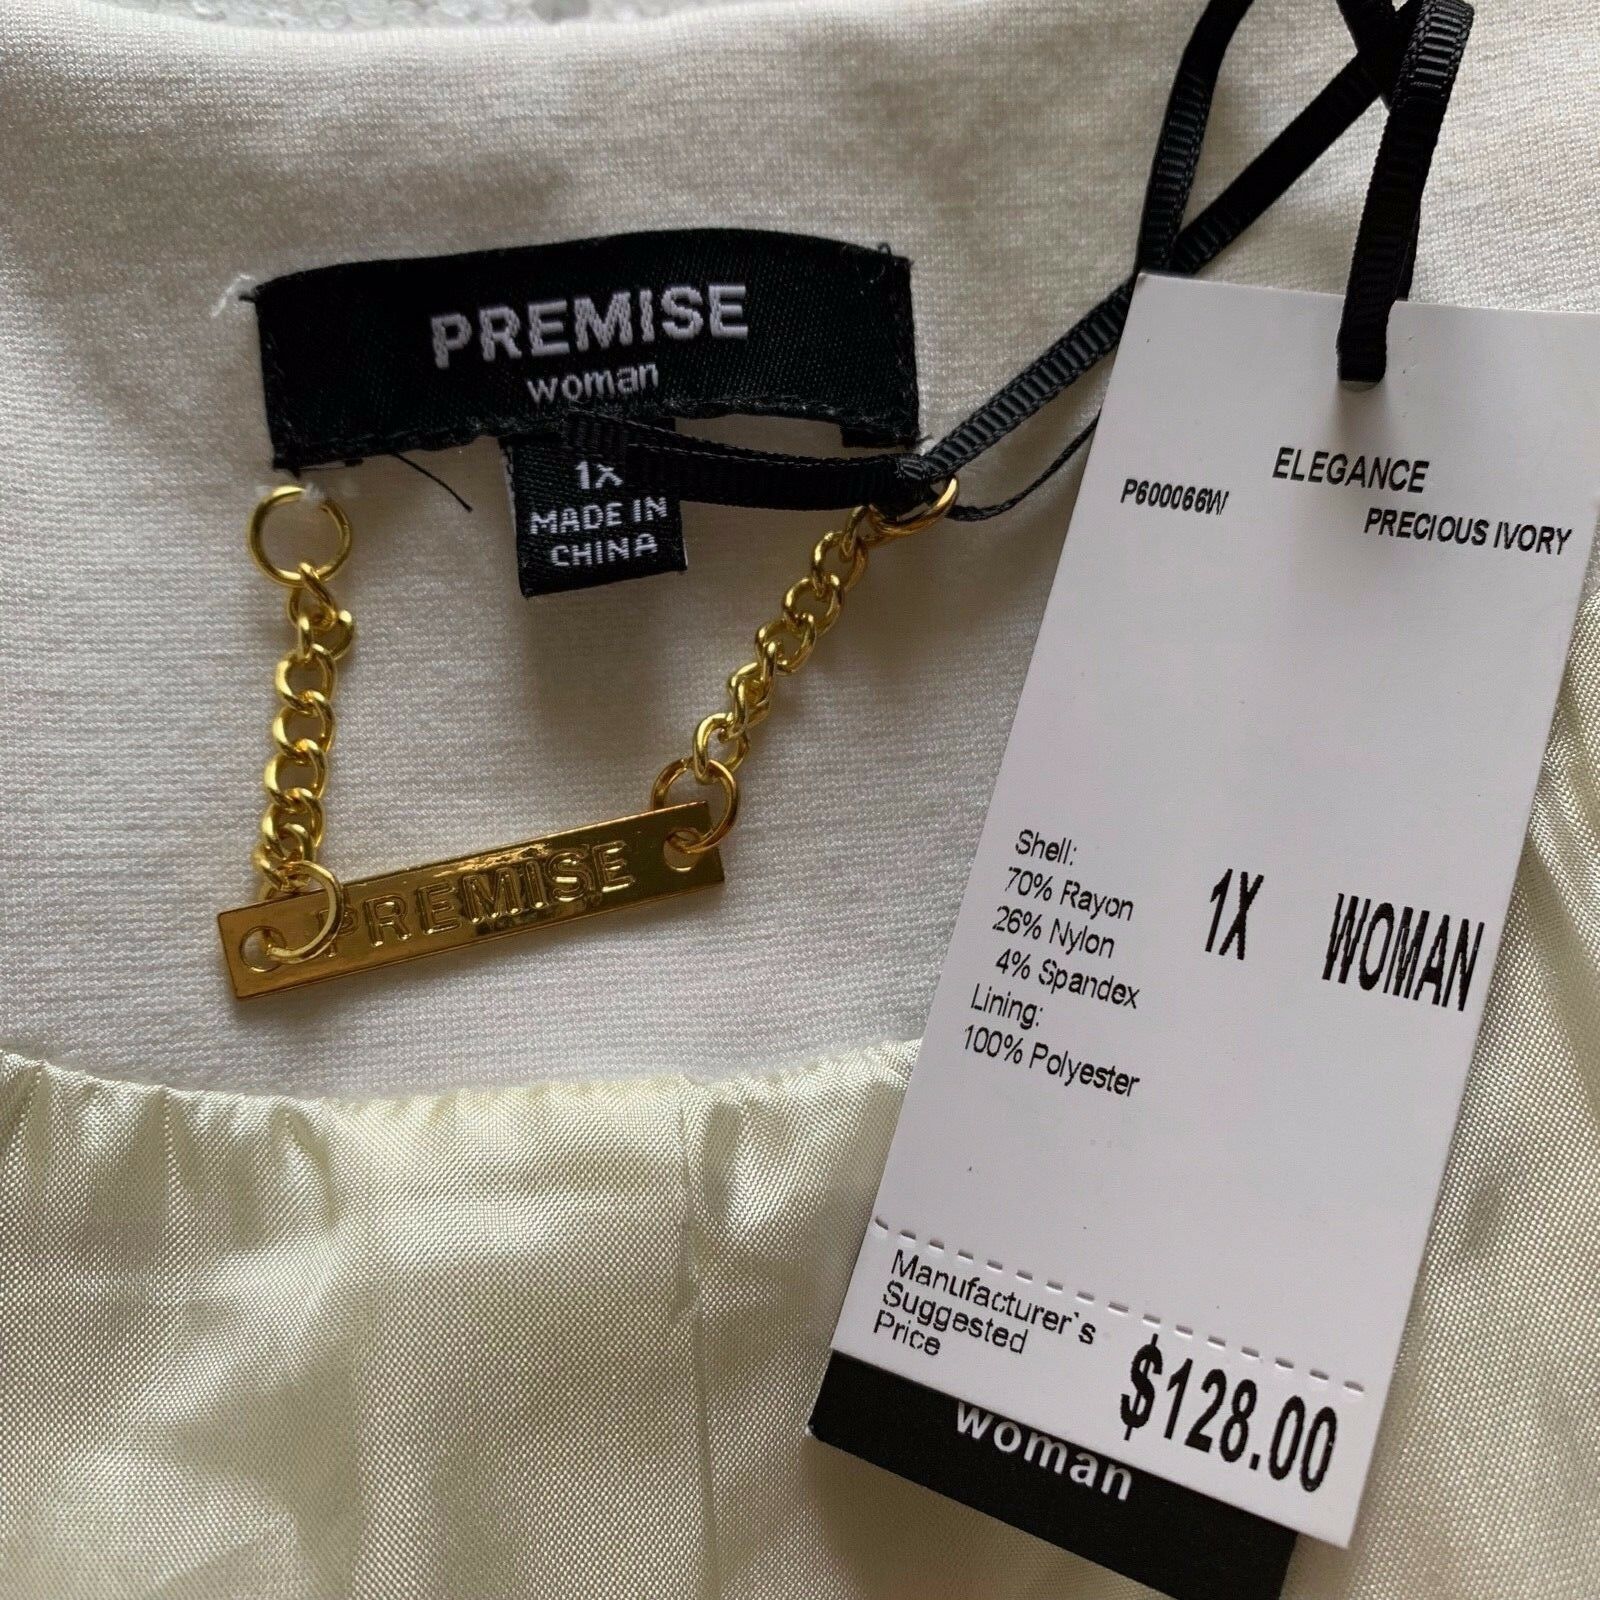 PREMISE
woman
1X
MADE IN
CHINA
PREMISE
ELEGANCE
P600066W
PRECIOUS IVORY
Shell:
70% Rayon
26% Nylon
4% Spandex
Lining:
100% Polyester
1X WOMAN
Manufacturer`s
Suggested
Price
$128.00
woman